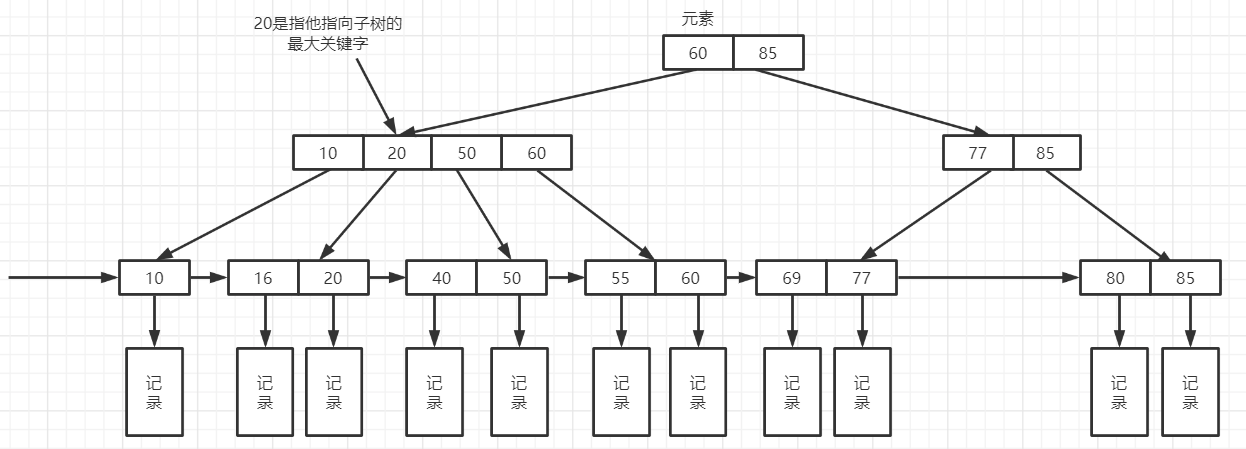 20是指他指向子树的
最大关键字
元素
60 85
10 20 50 60
77 85
10 16 20 40 50 55 60 69 77 80 85
记 记 记 记 记 记 记 记 记 记 记
录 录 录 录 录 录 录 录 录 录 录